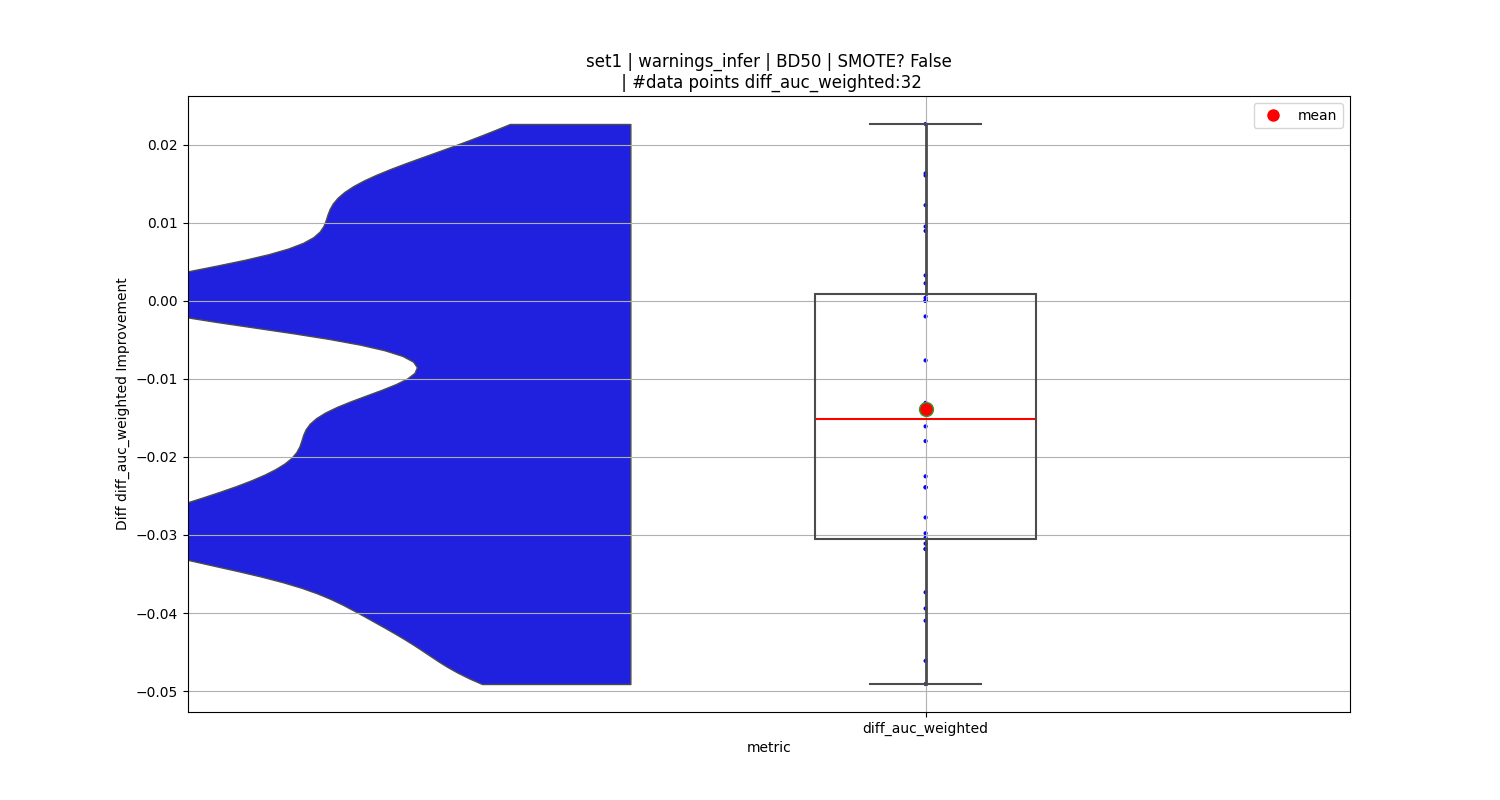 set1 | warnings_infer | BD50 | SMOTE? False
| #data points diff_auc_weighted:32
mean
0.02
0.01
0.00
−0.01
−0.02
−0.03
−0.04
−0.05
Diff diff_auc_weighted Improvement
diff_auc_weighted
metric